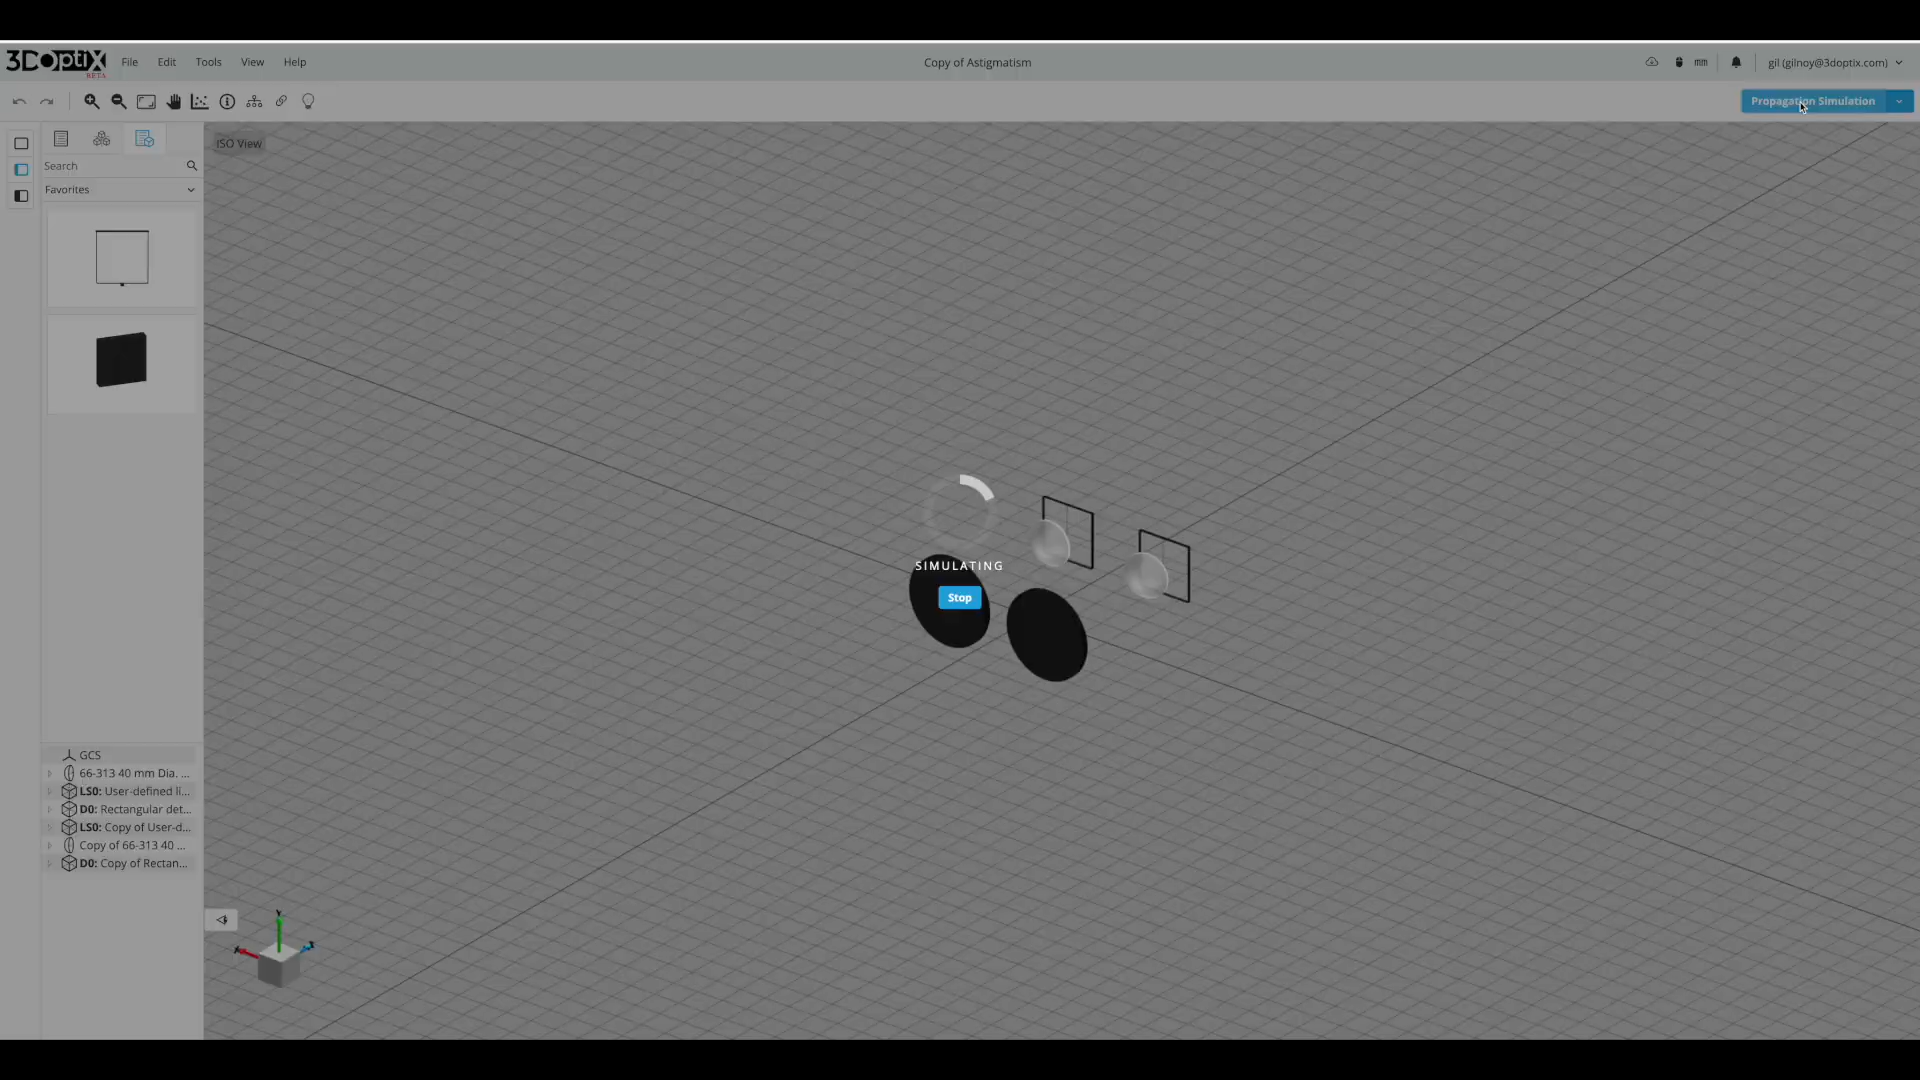 3DOptiX
BETA
File Edit Tools View Help
Copy of Astigmatism
mm
gil (gilnoy@3doptix.com)
Propagation Simulation
ISO View
Search
Favorites
SIMULATING
Stop
GCS
66-313 40 mm Dia. ...
LS0: User-defined li...
D0: Rectangular det...
LS0: Copy of User-d...
Copy of 66-313 40 ...
D0: Copy of Rectan...
Y
X